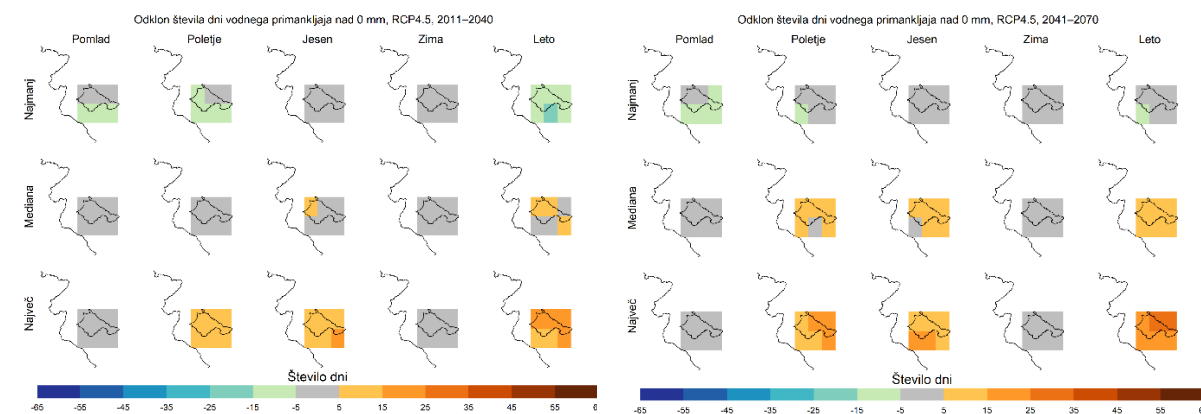 Odklon števila dni vodnega primankljaja nad 0 mm, RCP4.5, 2011–2040
Pomlad Poletje Jesen Zima Leto
Najmanj
Mediana
Največ
Število dni
-65 -55 -45 -35 -25 -15 -5 5 15 25 35 45 55 6
Odklon števila dni vodnega primankljaja nad 0 mm, RCP4.5, 2041–2070
Pomlad Poletje Jesen Zima Leto
Najmanj
Mediana
Največ
Število dni
-65 -55 -45 -35 -25 -15 -5 5 15 25 35 45 55 6